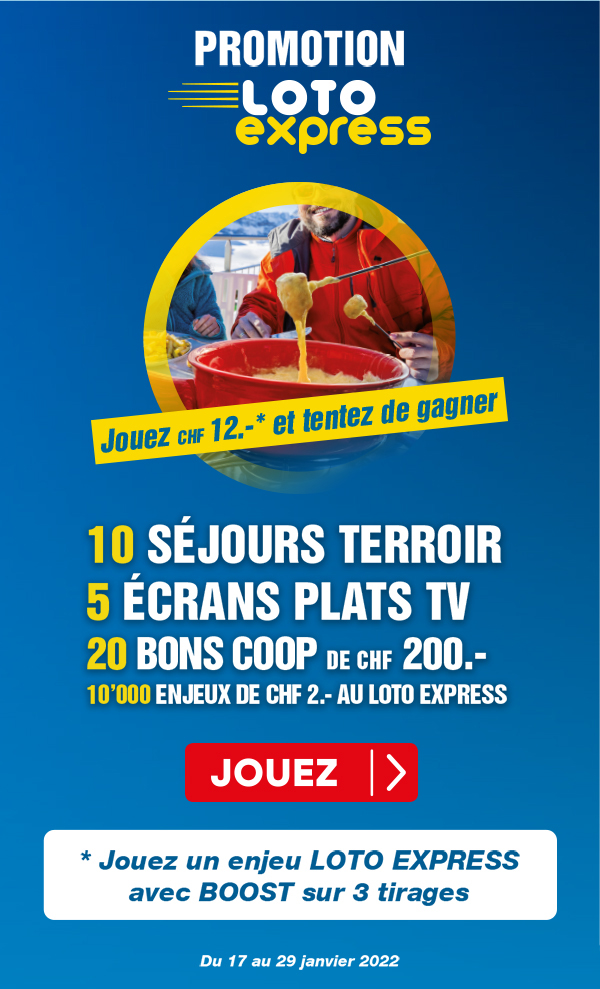 PROMOTION
LOTO
express
Jouez CHF 12.-* et tentez de gagner
10 SÉJOURS TERROIR
5 ÉCRANS PLATS TV
20 BONS COOP DE CHF 200.-
10'000 ENJEUX DE CHF 2.- AU LOTO EXPRESS
JOUEZ
* Jouez un enjeu LOTO EXPRESS
avec BOOST sur 3 tirages
Du 17 au 29 janvier 2022